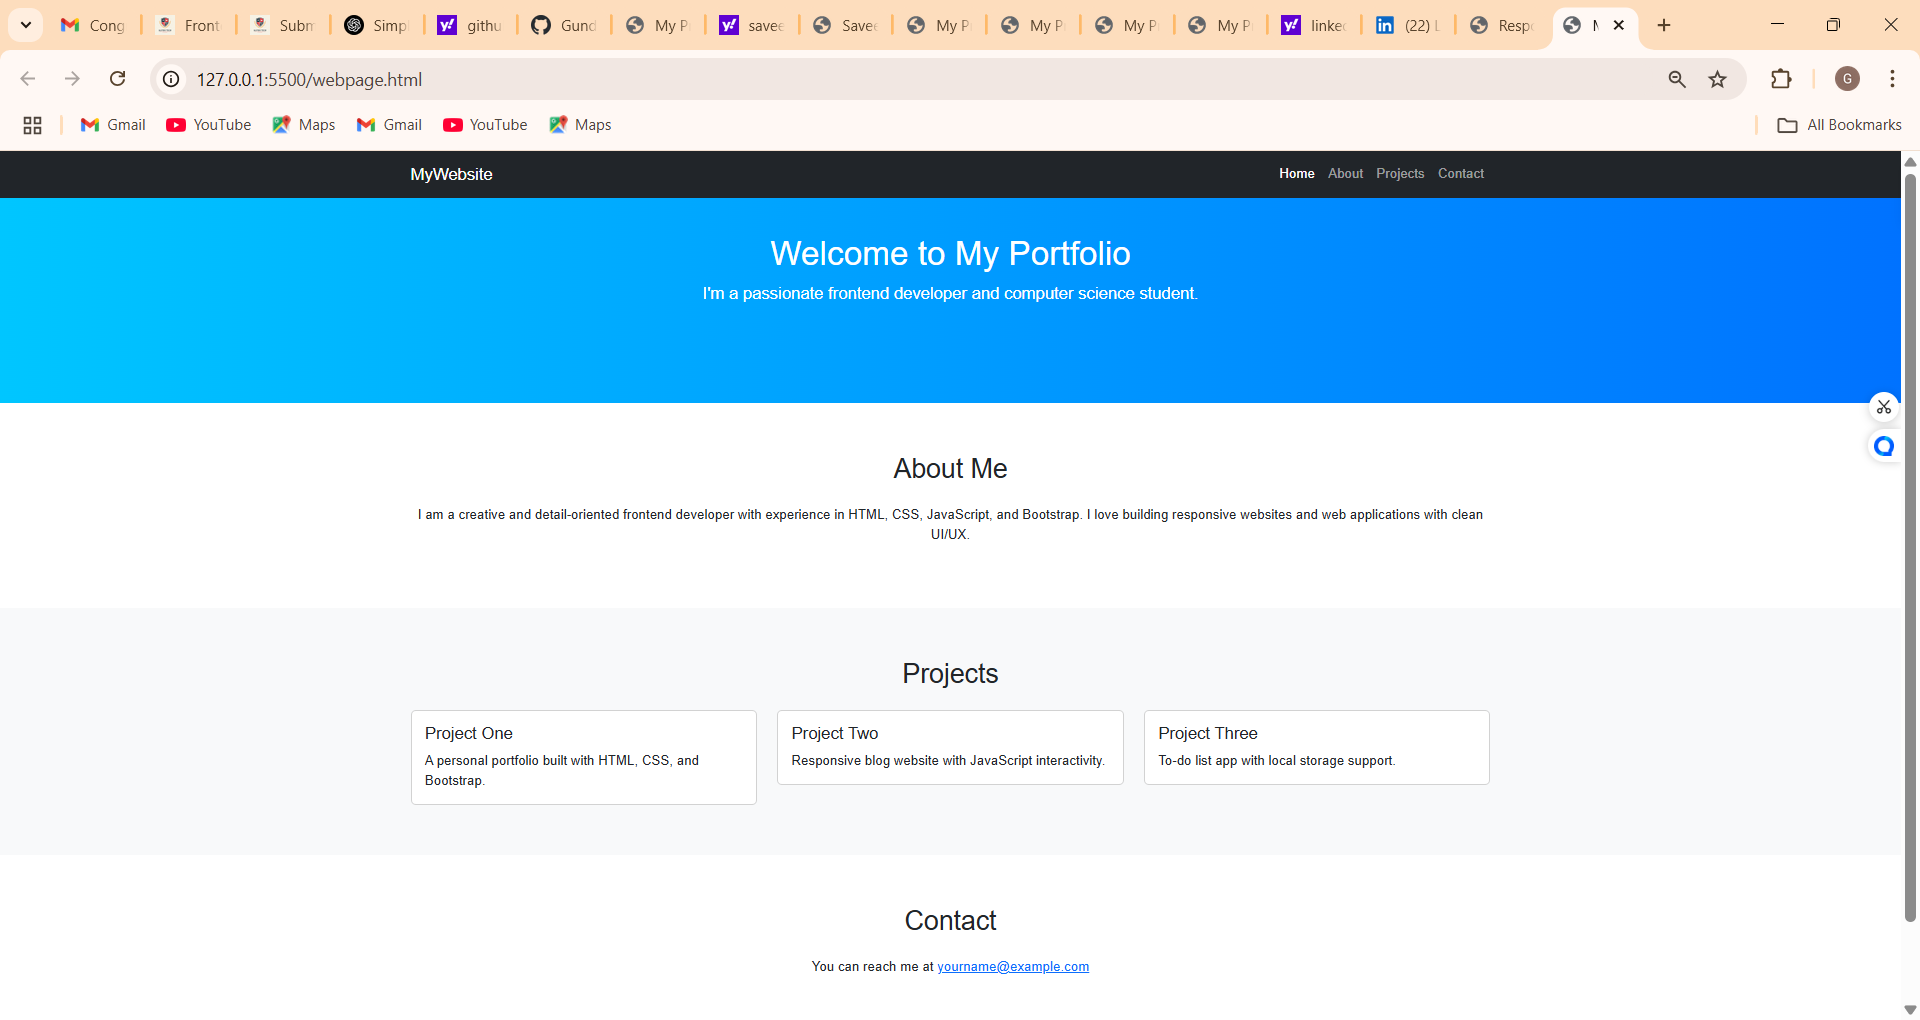 Cong
Front
Subm
Simpl
githu
Gund
My P
savee
Savee
My P
My P
My P
My P
linked
(22) L
Respo
127.0.0.1:5500/webpage.html
G
Gmail
YouTube
Maps
Gmail
YouTube
Maps
All Bookmarks
MyWebsite
Home About Projects Contact
Welcome to My Portfolio
I'm a passionate frontend developer and computer science student.
About Me
I am a creative and detail-oriented frontend developer with experience in HTML, CSS, JavaScript, and Bootstrap. I love building responsive websites and web applications with clean
UI/UX.
Projects
Project One
A personal portfolio built with HTML, CSS, and
Bootstrap.
Project Two
Responsive blog website with JavaScript interactivity.
Project Three
To-do list app with local storage support.
Contact
You can reach me at yourname@example.com